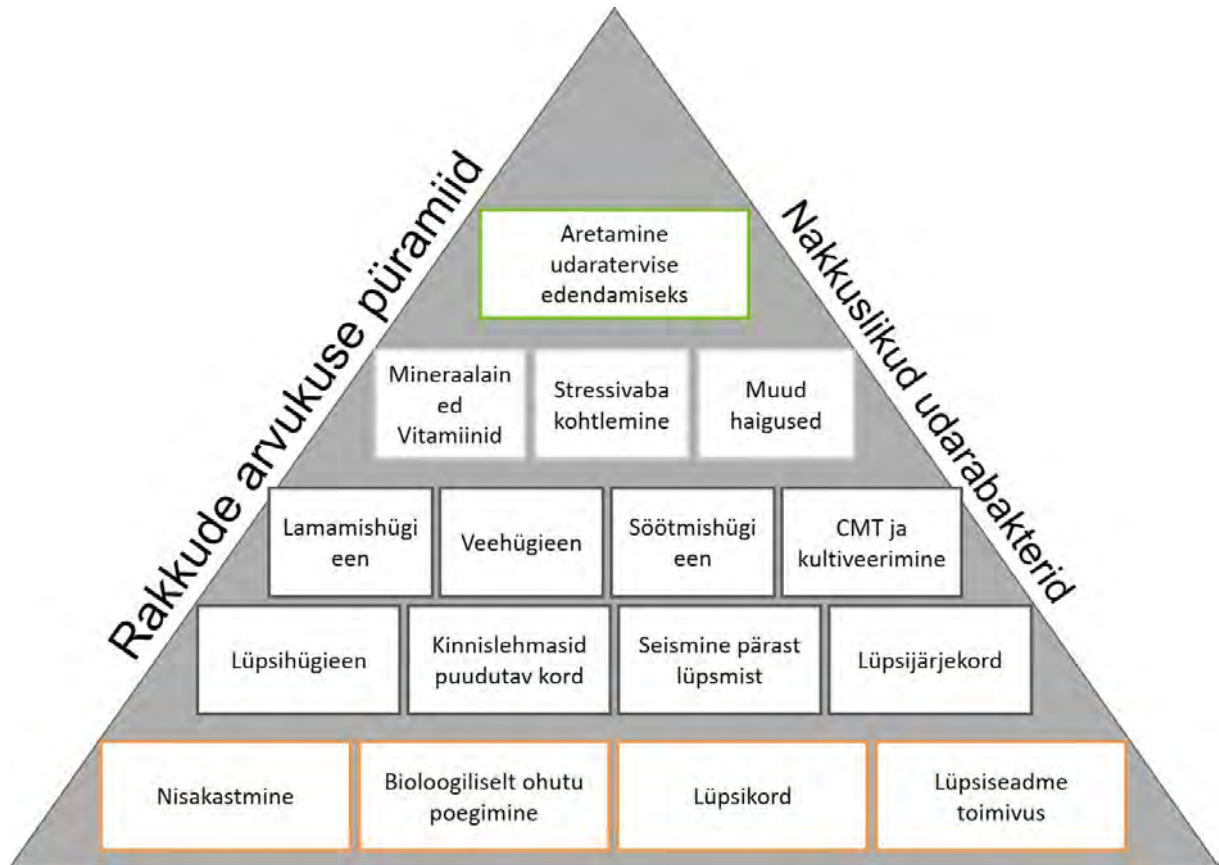 Rakkude arvukuse püramiid
Nakkuslikud udarabakterid
Aretamine
udaratervise
edendamiseks
Mineraalain
ed
Vitamiinid
Stressivaba
kohtlemine
Muud
haigused
Lamamishügi
een
Veehügieen
Söötmishügi
een
CMT ja
kultiveerimine
Lüpsihügieen
Kinnislehmasid
puudutav kord
Seismine pärast
lüpsmist
Lüpsijärjekord
Nisakastmine
Bioloogiliselt ohutu
poegimine
Lüpsikord
Lüpsiseadme
toimivus